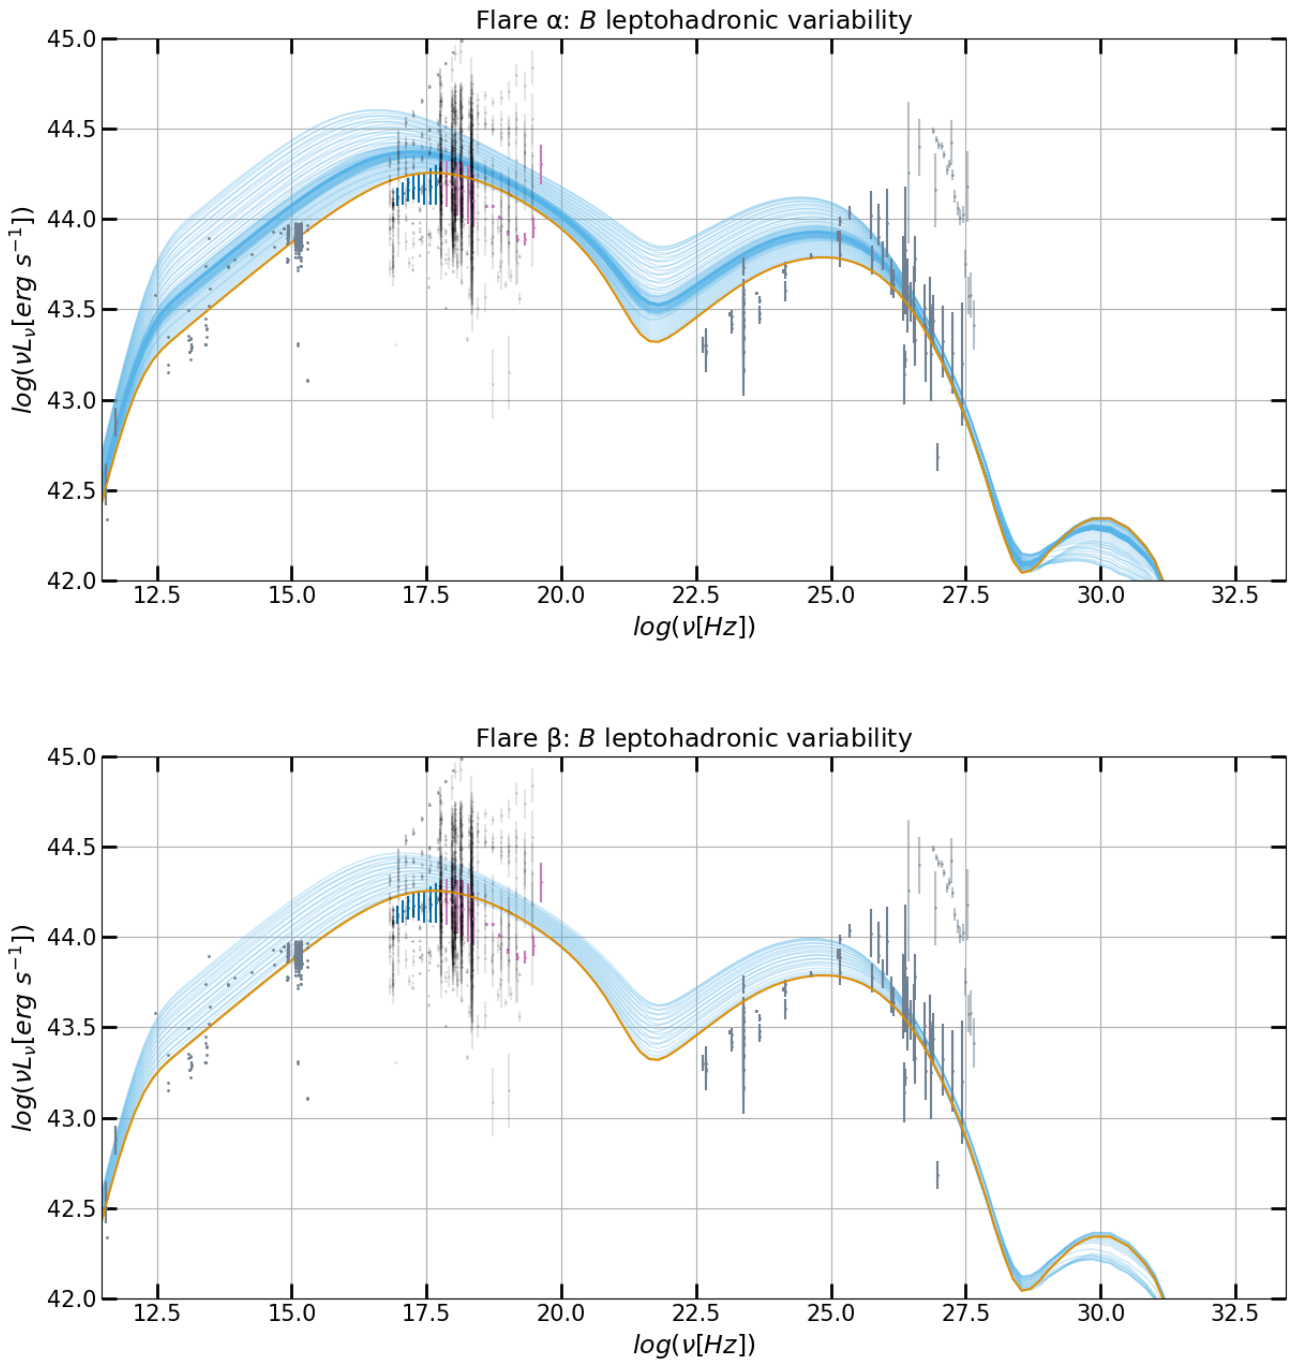 Flare α: B leptohadronic variability
45.0
44.5
44.0
43.5
43.0
42.5
42.0
log(νLν[erg s⁻¹])
12.5 15.0 17.5 20.0 22.5 25.0 27.5 30.0 32.5
log(ν[Hz])
Flare β: B leptohadronic variability
45.0
44.5
44.0
43.5
43.0
42.5
42.0
log(νLν[erg s⁻¹])
12.5 15.0 17.5 20.0 22.5 25.0 27.5 30.0 32.5
log(ν[Hz])